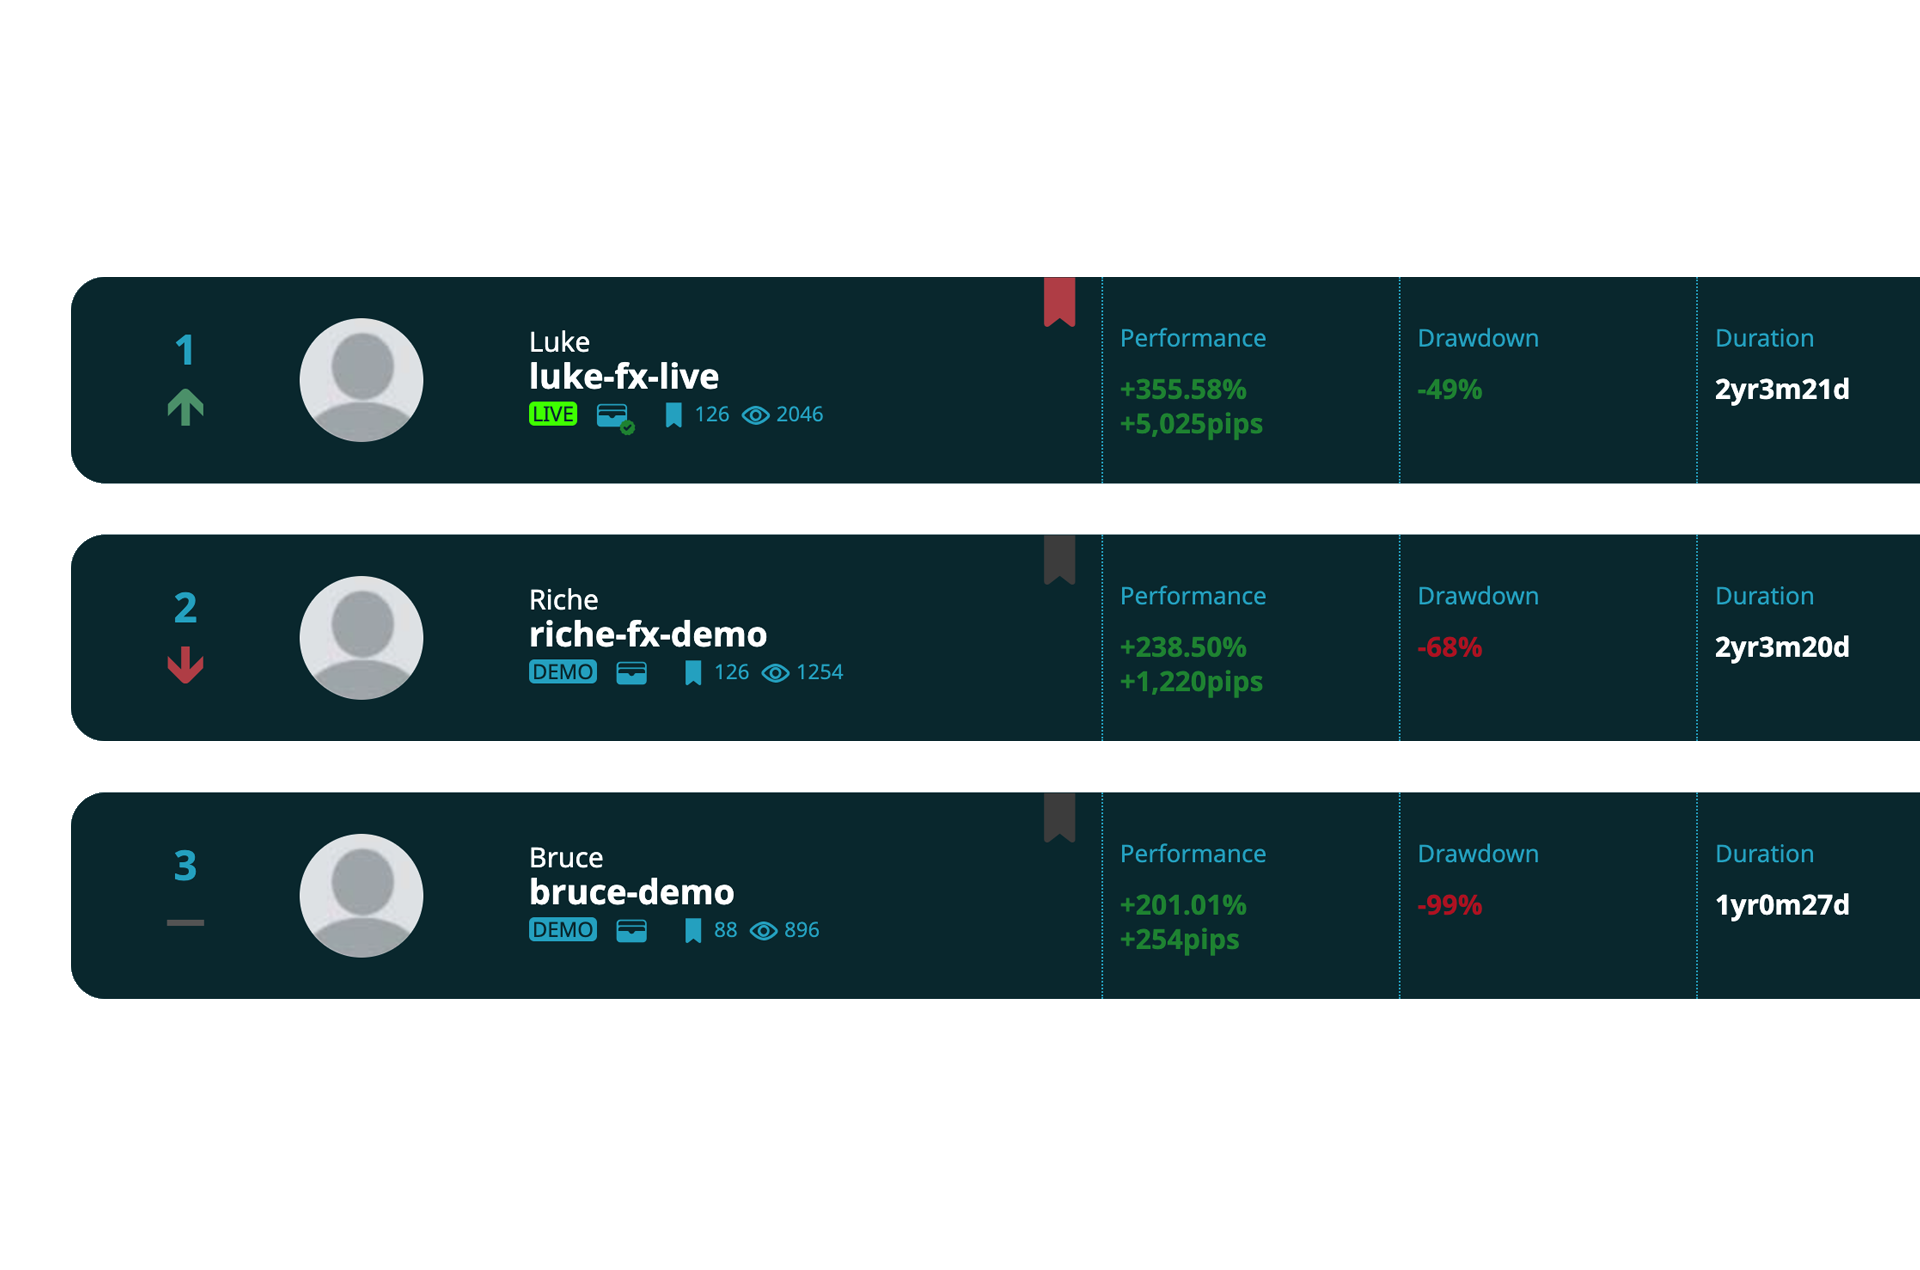 1
Luke
luke-fx-live
LIVE 126 2046
Performance
+355.58%
+5,025pips
Drawdown
-49%
Duration
2yr3m21d
2
Riche
riche-fx-demo
DEMO 126 1254
Performance
+238.50%
+1,220pips
Drawdown
-68%
Duration
2yr3m20d
3
Bruce
bruce-demo
DEMO 88 896
Performance
+201.01%
+254pips
Drawdown
-99%
Duration
1yr0m27d